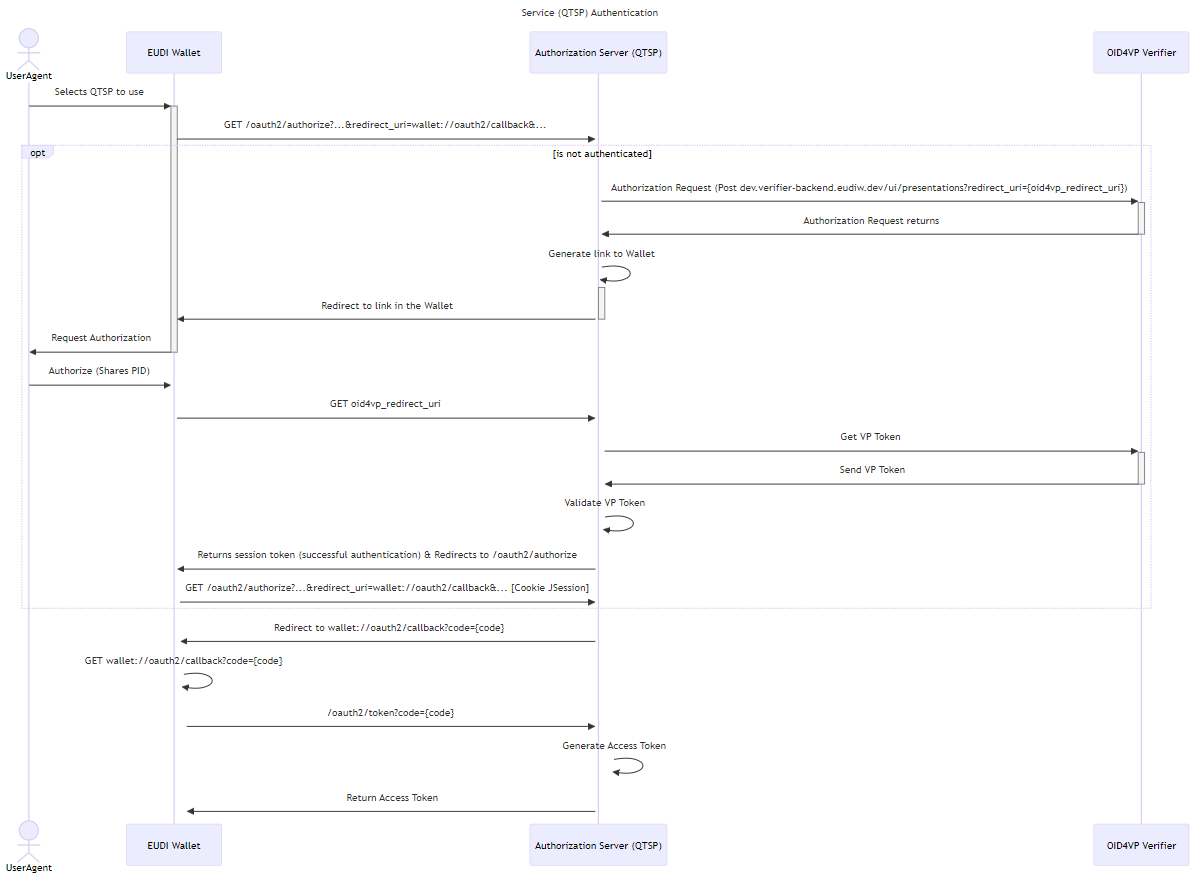 Service (QTSP) Authentication
UserAgent
EUDI Wallet
Authorization Server (QTSP)
OID4VP Verifier
Selects QTSP to use
GET /oauth2/authorize?...&redirect_uri=wallet://oauth2/callback&...
opt
[is not authenticated]
Authorization Request (Post dev.verifier-backend.eudiw.dev/ui/presentations?redirect_uri={oid4vp_redirect_uri})
Authorization Request returns
Generate link to Wallet
Redirect to link in the Wallet
Request Authorization
Authorize (Shares PID)
GET oid4vp_redirect_uri
Get VP Token
Send VP Token
Validate VP Token
Returns session token (successful authentication) & Redirects to /oauth2/authorize
GET /oauth2/authorize?...&redirect_uri=wallet://oauth2/callback&... [Cookie JSession]
Redirect to wallet://oauth2/callback?code={code}
GET wallet://oauth2/callback?code={code}
/oauth2/token?code={code}
Generate Access Token
Return Access Token
UserAgent
EUDI Wallet
Authorization Server (QTSP)
OID4VP Verifier